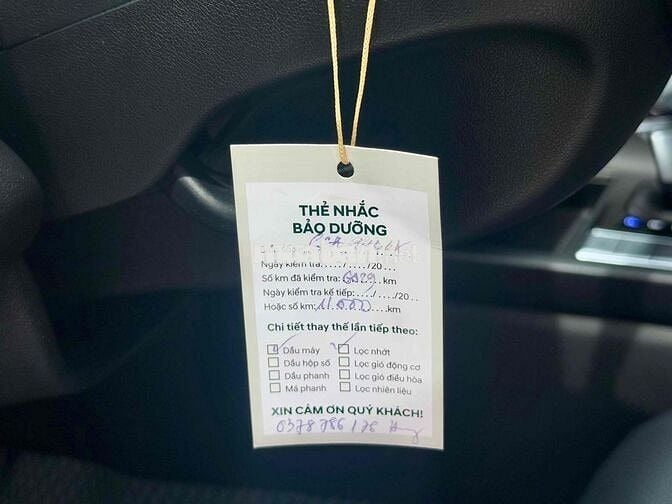 THẺ NHẮC
BẢO DƯỠNG
Ngày kiểm tra:...../...../20...
Số km đã kiểm tra: 6029 km
Ngày kiểm tra kế tiếp:..../...../20...
Hoặc số km: 11.000 km
Chi tiết thay thế lần tiếp theo:
Dầu máy Lọc nhớt
Dầu hộp số Lọc gió động cơ
Dầu phanh Lọc gió điều hòa
Má phanh Lọc nhiên liệu
XIN CẢM ƠN QUÝ KHÁCH!
0378 786 176